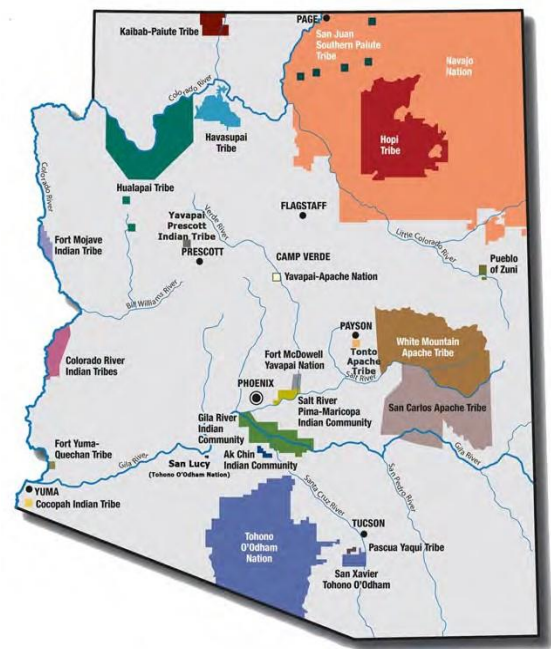 Kaibab-Paiute Tribe
PAGE
San Juan
Southern Paiute
Tribe
Navajo
Nation
Colorado River
Havasupai
Tribe
Hopi
Tribe
Hualapai Tribe
Colorado River
Yavapai
Prescott
Indian Tribe
Verde River
FLAGSTAFF
Little Colorado River
Fort Mojave
Indian Tribe
PRESCOTT
CAMP VERDE
Yavapai-Apache Nation
Pueblo
of Zuni
Bill Williams River
PAYSON
Tonto
Apache
Tribe
White Mountain
Apache Tribe
Colorado River
Indian Tribes
Fort McDowell
Yavapai Nation
Salt River
PHOENIX
Salt River
Pima-Maricopa
Indian Community
San Carlos Apache Tribe
Gila River
Indian
Community
Ak Chin
Indian Community
Fort Yuma-
Quechan Tribe
Gila River
San Lucy
(Tohono O'Odham Nation)
Gila River
YUMA
Cocopah Indian Tribe
Santa Cruz River
San Pedro River
TUCSON
Tohono
O'Odham
Nation
Pascua Yaqui Tribe
San Xavier
Tohono O'Odham